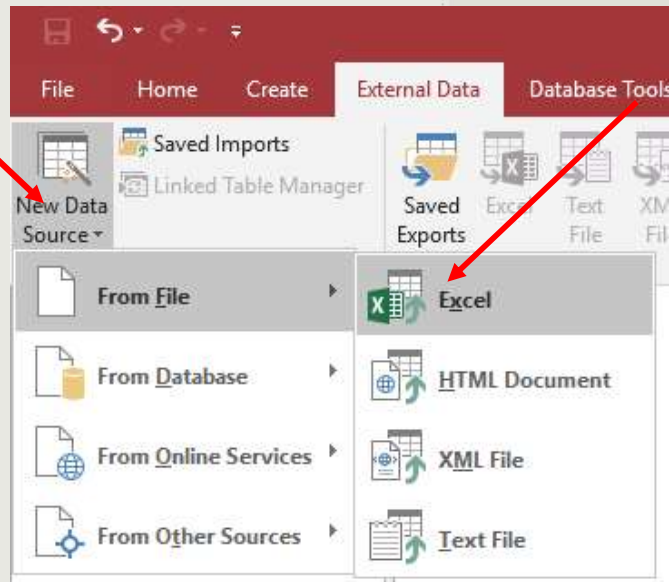 File Home Create External Data Database Tools
Saved Imports
Linked Table Manager
New Data
Source
Saved
Exports
Excel
Text
File
From File
From Database
From Online Services
From Other Sources
Excel
HTML Document
XML File
Text File